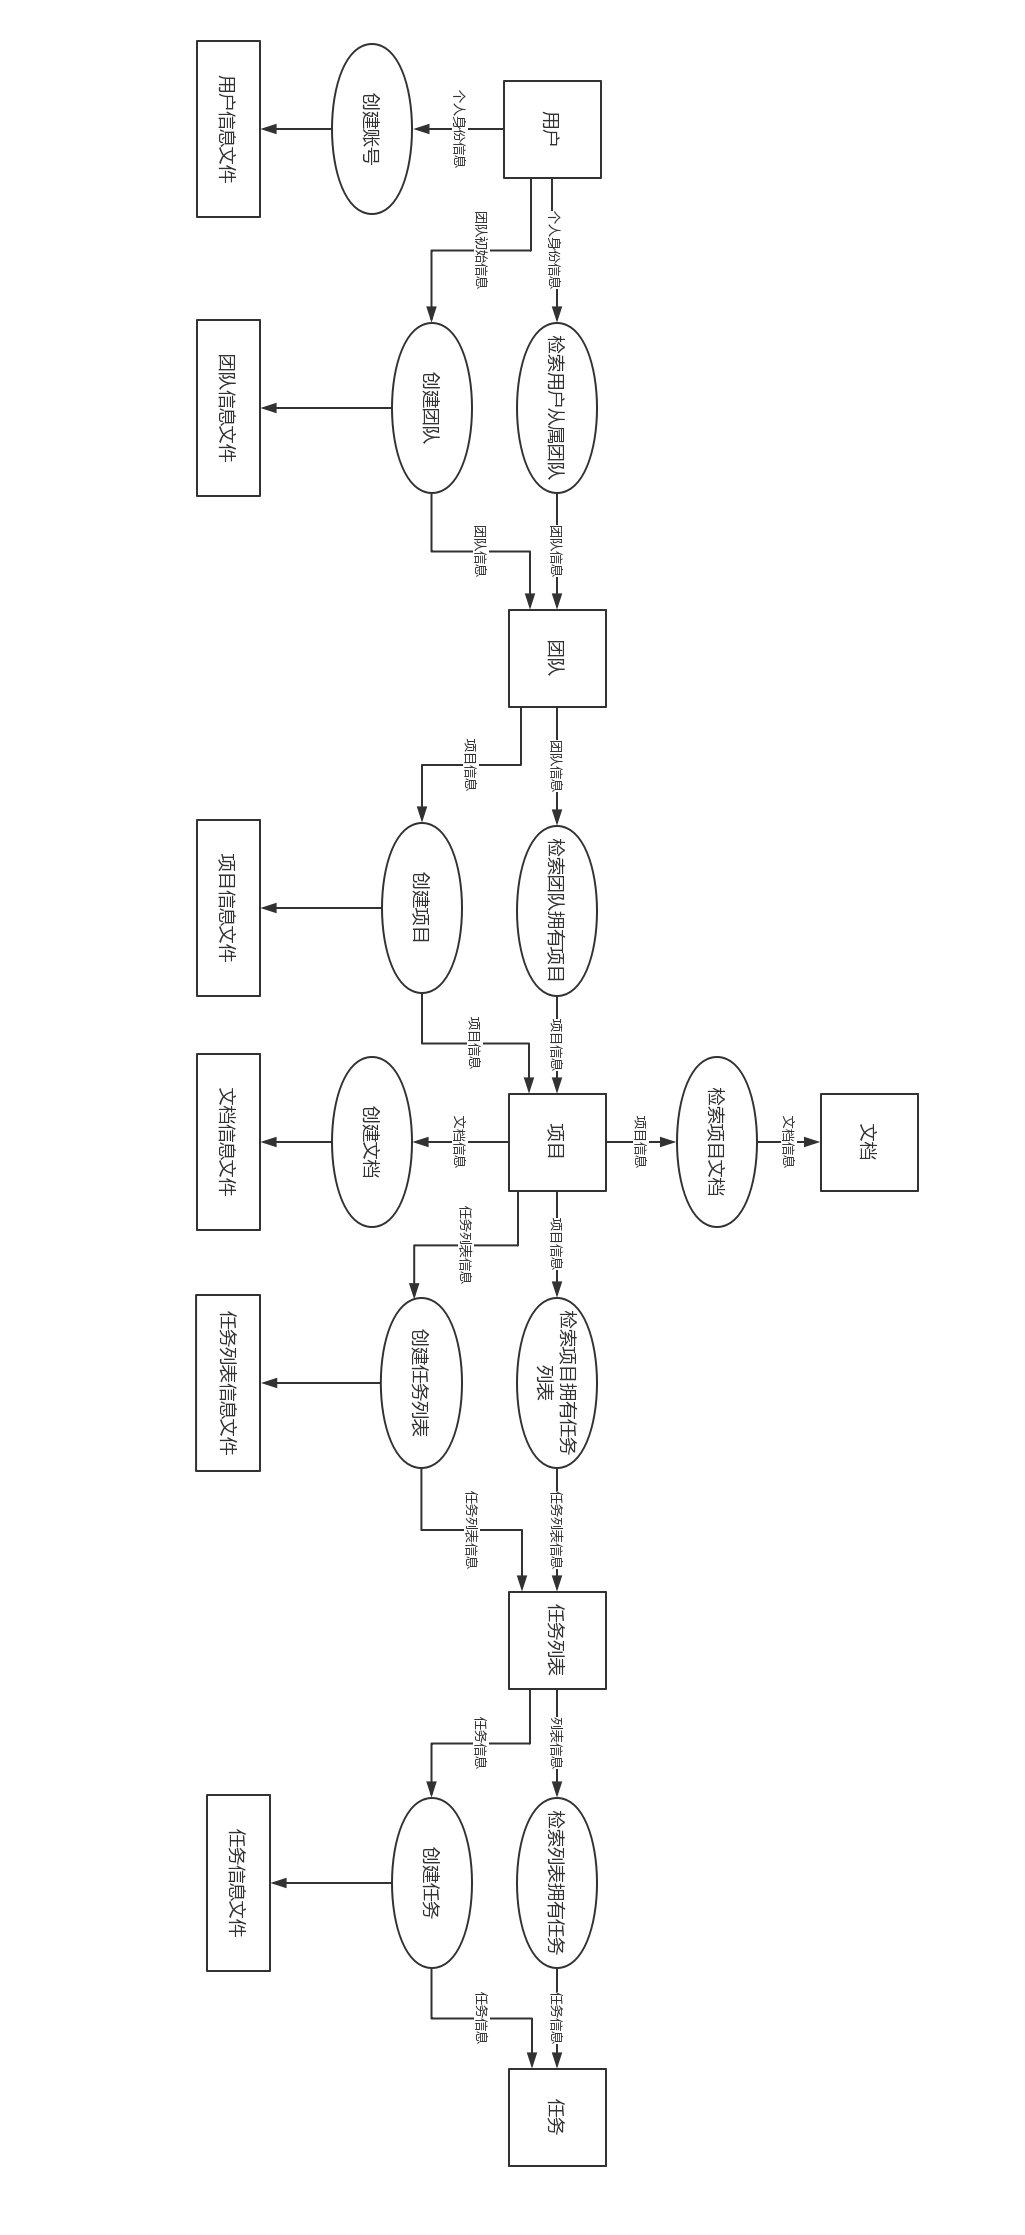 用户
个人身份信息
创建账号
用户信息文件
个人身份信息
团队初始信息
检索用户从属团队
创建团队
团队信息文件
团队信息
团队信息
团队
团队信息
项目信息
检索团队拥有项目
创建项目
项目信息文件
项目信息
项目信息
文档
文档信息
检索项目文档
项目信息
项目
文档信息
创建文档
文档信息文件
项目信息
任务列表信息
检索项目拥有任务
列表
创建任务列表
任务列表信息文件
任务列表信息
任务列表信息
任务列表
列表信息
任务信息
检索列表拥有任务
创建任务
任务信息文件
任务信息
任务信息
任务